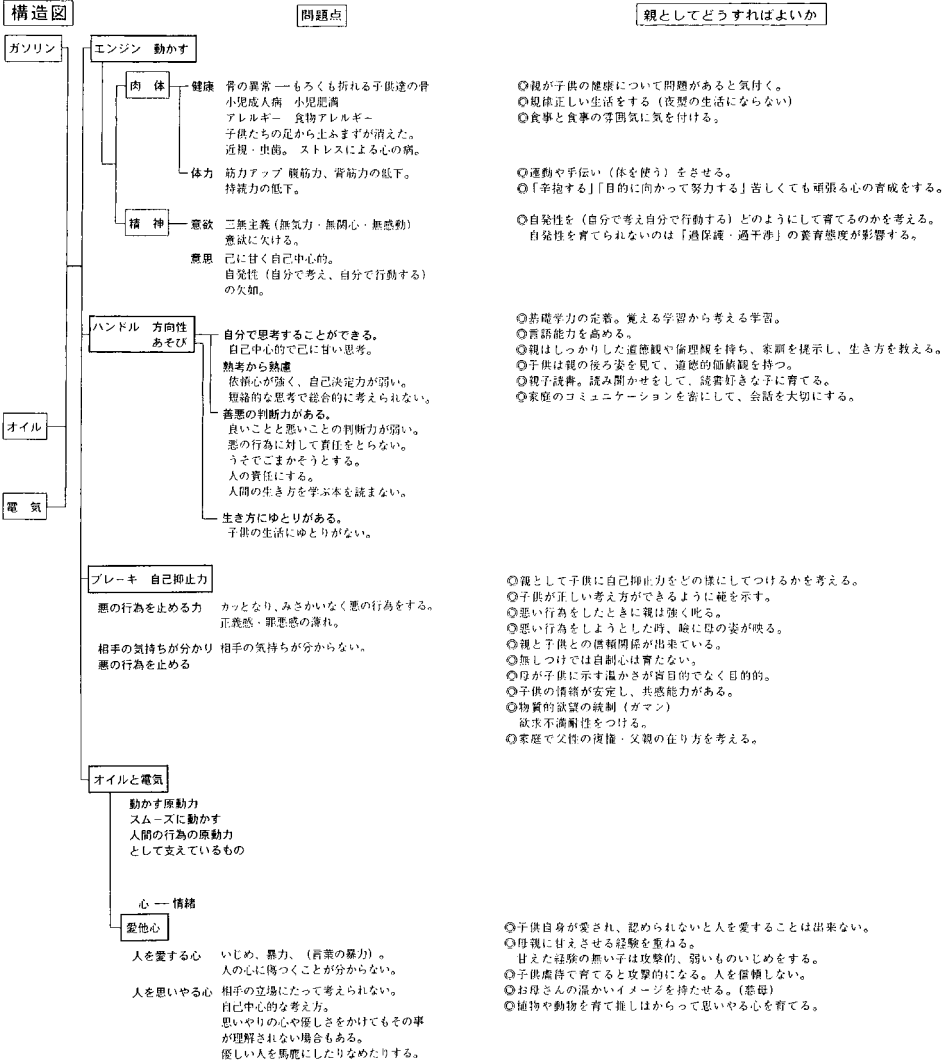 構造図
問題点
親としてどうすればよいか
ガソリン
エンジン 動かす
肉 体
健康 骨の異常 ── もろくも折れる子供達の骨
小児成人病 小児肥満
アレルギー 食物アレルギー
子供たちの足から土ふまずが消えた。
近視・虫歯。 ストレスによる心の病。
◎親が子供の健康について問題があると気付く。
◎規律正しい生活をする(夜型の生活にならない)
◎食事と食事の雰囲気に気を付ける。
体力 筋力アップ 腹筋力、背筋力の低下。
持続力の低下。
◎運動や手伝い(体を使う)をさせる。
◎「辛抱する」「目的に向かって努力する」苦しくても頑張る心の育成をする。
精 神
意欲 三無主義(無気力・無関心・無感動)
意欲に欠ける。
意思 己に甘く自己中心的。
自発性(自分で考え、自分で行動する)
の欠如。
◎自発性を(自分で考え自分で行動する)どのようにして育てるのかを考える。
自発性を育てられないのは「過保護・過干渉」の養育態度が影響する。
ハンドル 方向性
あそび
自分で思考することができる。
自己中心的で己に甘い思考。
熟考から熟慮
依頼心が強く、自己決定力が弱い。
短絡的な思考で総合的に考えられない。
善悪の判断力がある。
良いことと悪いことの判断力が弱い。
悪の行為に対して責任をとらない。
うそでごまかそうとする。
人の責任にする。
人間の生き方を学ぶ本を読まない。
生き方にゆとりがある。
子供の生活にゆとりがない。
◎基礎学力の定着。覚える学習から考える学習。
◎言語能力を高める。
◎親はしっかりした道徳観や倫理観を持ち、家訓を提示し、生き方を教える。
◎子供は親の後ろ姿を見て、道徳的価値観を持つ。
◎親子読書。読み聞かせをして、読書好きな子に育てる。
◎家庭のコミュニケーションを密にして、会話を大切にする。
オイル
電 気
ブレーキ 自己抑止力
悪の行為を止める力 カッとなり、みさかいなく悪の行為をする。
正義感・罪悪感の薄れ。
相手の気持ちが分かり 相手の気持ちが分からない。
悪の行為を止める
◎親として子供に自己抑止力をどの様にしてつけるかを考える。
◎子供が正しい考え方ができるように範を示す。
◎悪い行為をしたときに親は強く叱る。
◎悪い行為をしようとした時、瞼に母の姿が映る。
◎親と子供との信頼関係が出来ている。
◎無しつけでは自制心は育たない。
◎母が子供に示す温かさが盲目的でなく目的的。
◎子供の情緒が安定し、共感能力がある。
◎物質的欲望の統制(ガマン)
欲求不満耐性をつける。
◎家庭で父性の復権・父親の在り方を考える。
オイルと電気
動かす原動力
スムーズに動かす
人間の行為の原動力
として支えているもの
心 ── 情緒
愛他心
人を愛する心 いじめ、暴力、(言葉の暴力)。
人の心に傷つくことが分からない。
人を思いやる心 相手の立場にたって考えられない。
自己中心的な考え方。
思いやりの心や優しさをかけてもその事
が理解されない場合もある。
優しい人を馬鹿にしたりなめたりする。
◎子供自身が愛され、認められないと人を愛することは出来ない。
◎母親に甘えさせる経験を重ねる。
甘えた経験の無い子は攻撃的、弱いものいじめをする。
◎子供虐待で育てると攻撃的になる。人を信頼しない。
◎お母さんの温かいイメージを持たせる。(慈母)
◎植物や動物を育て推しはからって思いやる心を育てる。